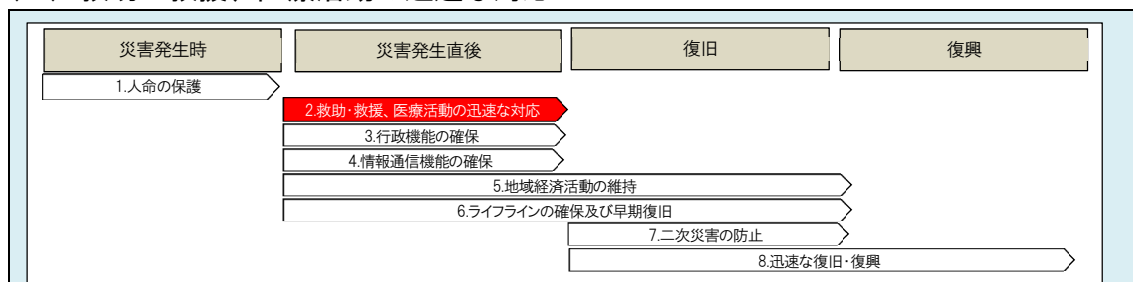 災害発生時 災害発生直後 復旧 復興
1.人命の保護
2.救助・救援、医療活動の迅速な対応
3.行政機能の確保
4.情報通信機能の確保
5.地域経済活動の維持
6.ライフラインの確保及び早期復旧
7.二次災害の防止
8.迅速な復旧・復興